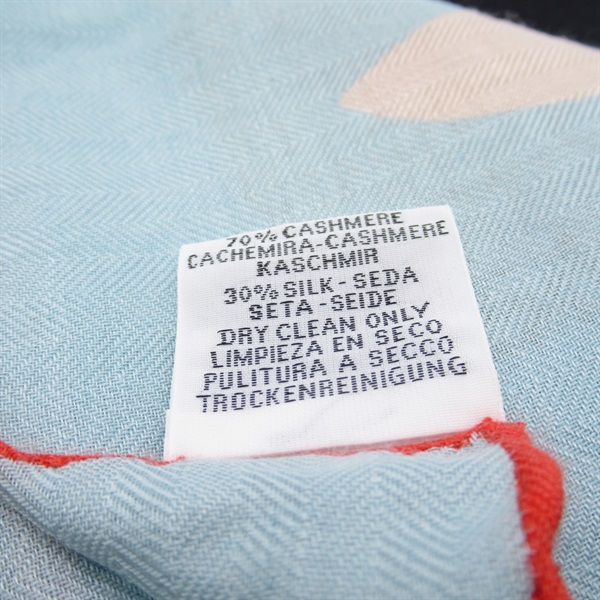 70% CASHMERE
CACHEMIRA-CASHMERE
KASCHMIR
30% SILK - SEDA
SETA - SEIDE
DRY CLEAN ONLY
LIMPIEZA EN SECO
PULITURA A SECCO
TROCKENREINIGUNG